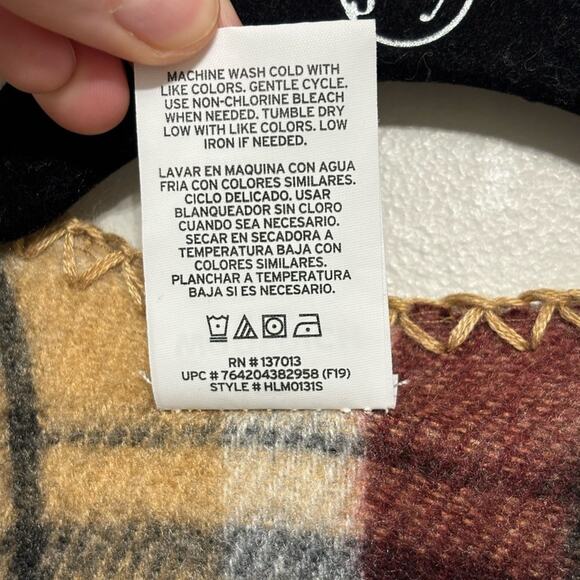 MACHINE WASH COLD WITH
LIKE COLORS. GENTLE CYCLE.
USE NON-CHLORINE BLEACH
WHEN NEEDED. TUMBLE DRY
LOW WITH LIKE COLORS. LOW
IRON IF NEEDED.
LAVAR EN MAQUINA CON AGUA
FRIA CON COLORES SIMILARES.
CICLO DELICADO. USAR
BLANQUEADOR SIN CLORO
CUANDO SEA NECESARIO.
SECAR EN SECADORA A
TEMPERATURA BAJA CON
COLORES SIMILARES.
PLANCHAR A TEMPERATURA
BAJA SI ES NECESARIO.
RN # 137013
UPC # 764204382958 (F19)
STYLE # HLM0131S